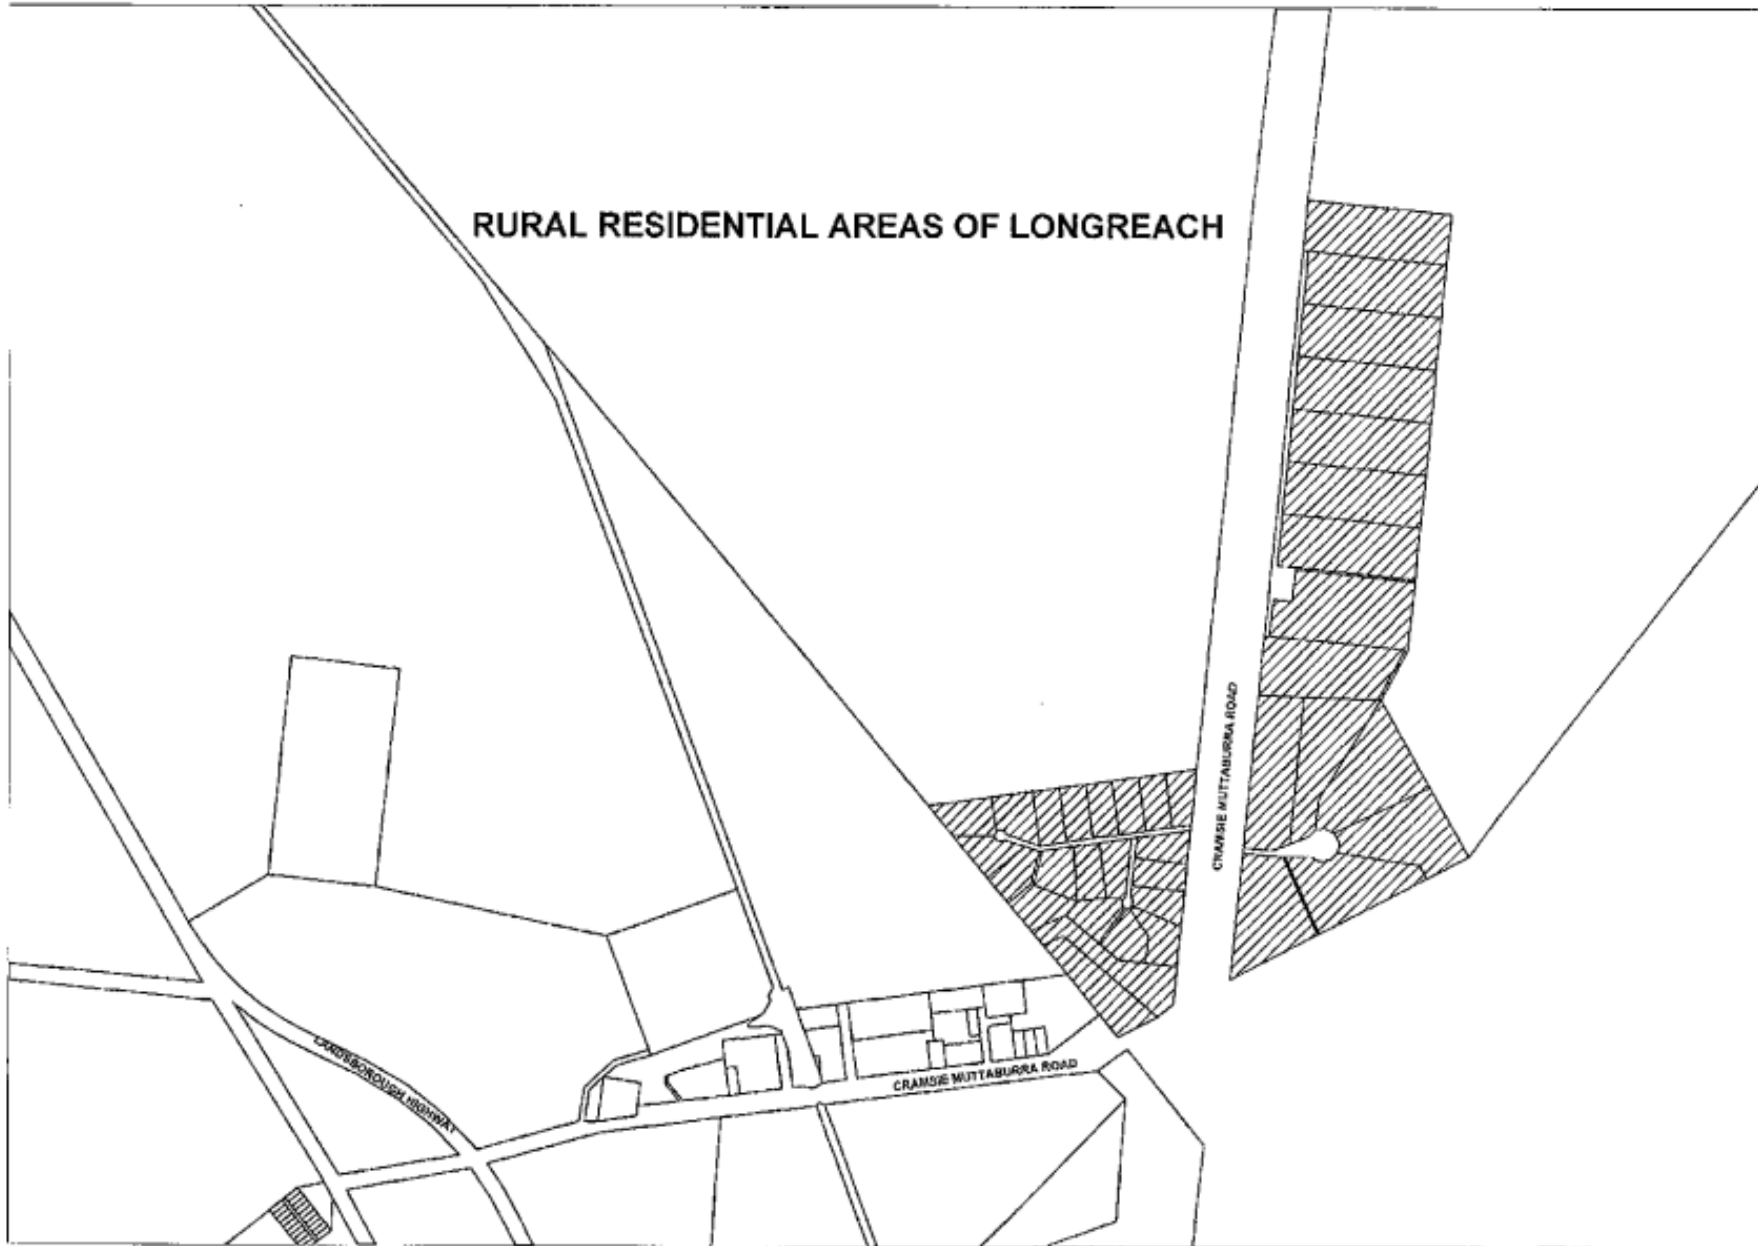 RURAL RESIDENTIAL AREAS OF LONGREACH
CRAMSIE MUTTABURRA ROAD
LANDSBOROUGH HIGHWAY
CRAMSIE MUTTABURRA ROAD